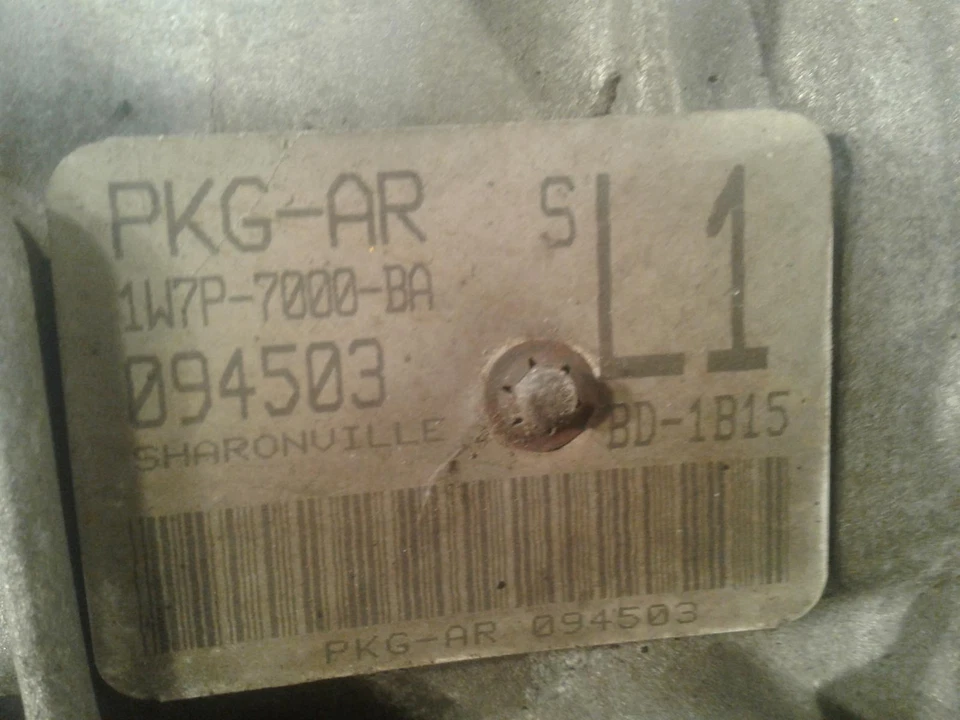 PKG-AR S L1
1W7P-7000-BA
094503
SHARONVILLE BD-1B15
PKG-AR 094503